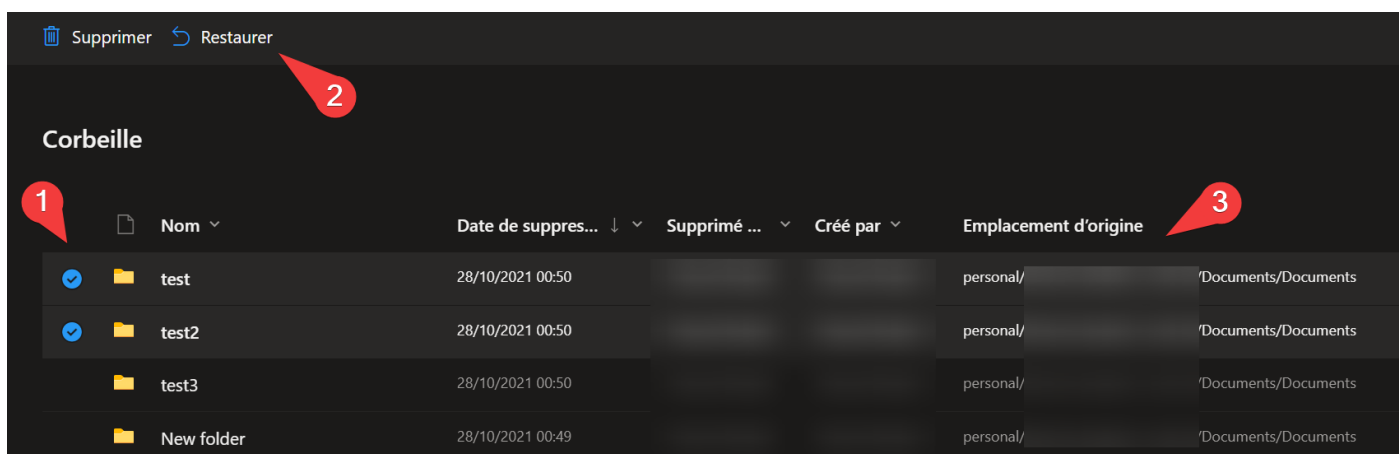 Supprimer Restaurer
2
Corbeille
1
Nom Date de suppres... Supprimé ... Créé par Emplacement d'origine
3
test 28/10/2021 00:50 personal/ /Documents/Documents
test2 28/10/2021 00:50 personal/ /Documents/Documents
test3 28/10/2021 00:50 personal/ /Documents/Documents
New folder 28/10/2021 00:49 personal/ /Documents/Documents